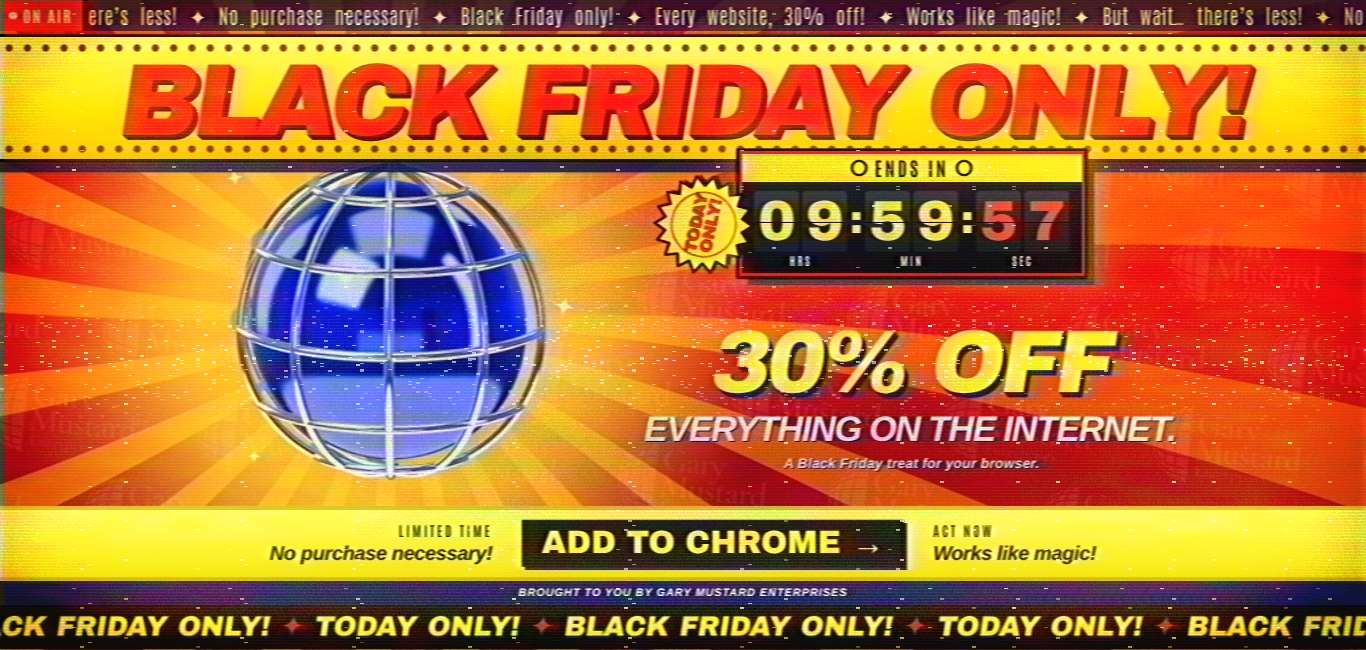 ON AIR ere's less! ✦ No purchase necessary! ✦ Black Friday only! ✦ Every website, 30% off! ✦ Works like magic! ✦ But wait… there's less! ✦ No
BLACK FRIDAY ONLY!
ENDS IN
TODAY ONLY!
09:59:57
HRS MIN SEC
30% OFF
EVERYTHING ON THE INTERNET.
A Black Friday treat for your browser.
Gary Mustard
LIMITED TIME
No purchase necessary!
ADD TO CHROME →
ACT NOW
Works like magic!
BROUGHT TO YOU BY GARY MUSTARD ENTERPRISES
CK FRIDAY ONLY! ✦ TODAY ONLY! ✦ BLACK FRIDAY ONLY! ✦ TODAY ONLY! ✦ BLACK FRID